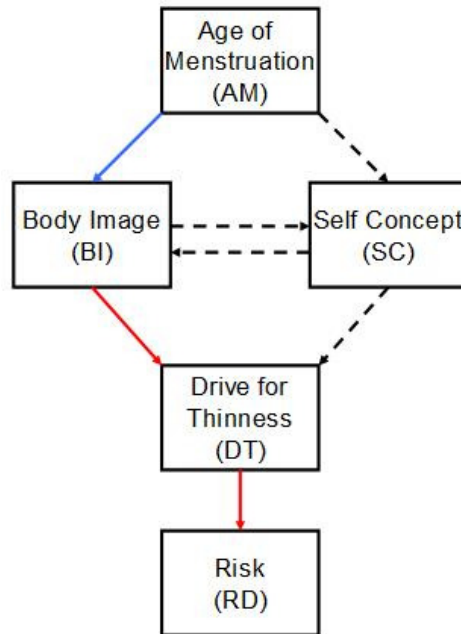 Age of
Menstruation
(AM)
Body Image
(BI)
Self Concept
(SC)
Drive for
Thinness
(DT)
Risk
(RD)